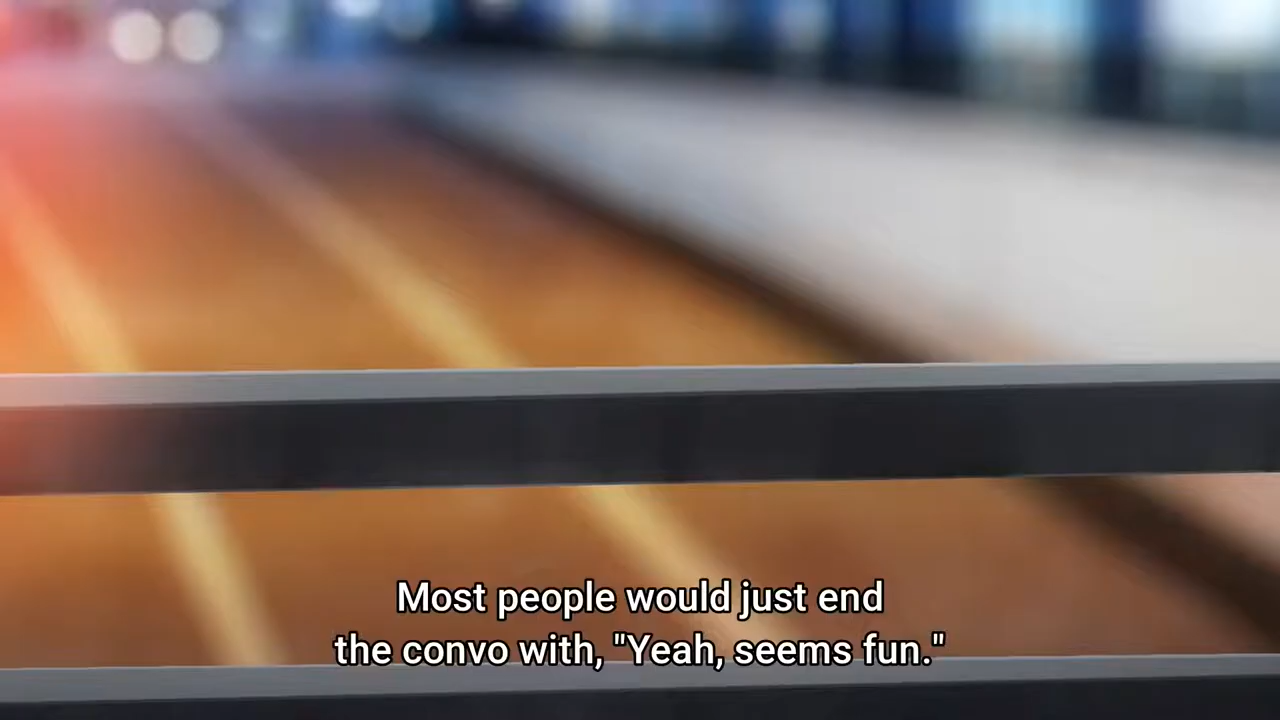 Most people would just end
the convo with, "Yeah, seems fun."